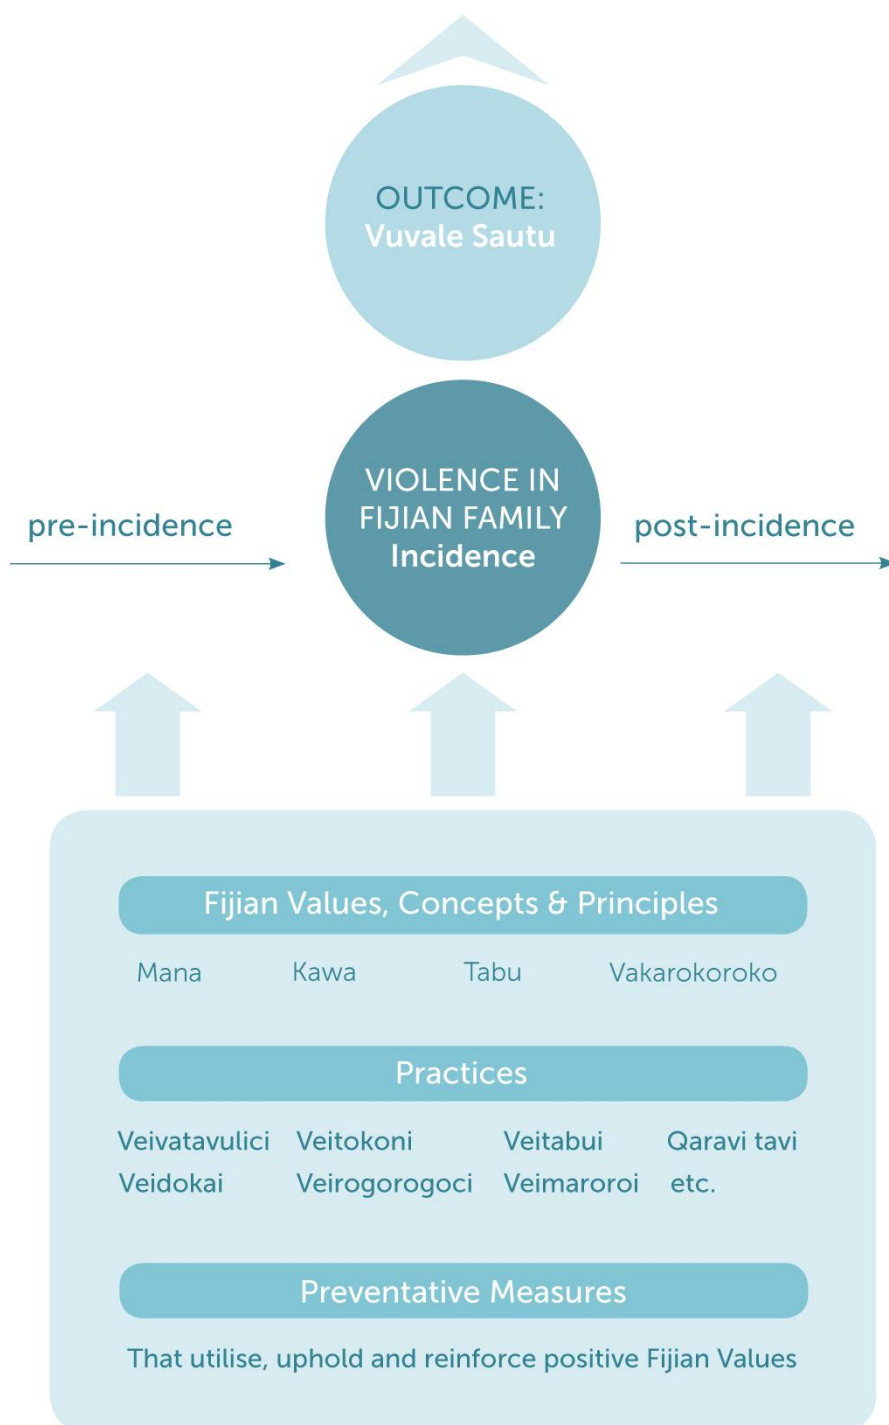 OUTCOME:
Vuvale Sautu
VIOLENCE IN
FIJIAN FAMILY
Incidence
pre-incidence
post-incidence
Fijian Values, Concepts & Principles
Mana Kawa Tabu Vakarokoroko
Practices
Veivatavulici Veitokoni Veitabui Qaravi tavi
Veidokai Veirogorogoci Veimaroroi etc.
Preventative Measures
That utilise, uphold and reinforce positive Fijian Values